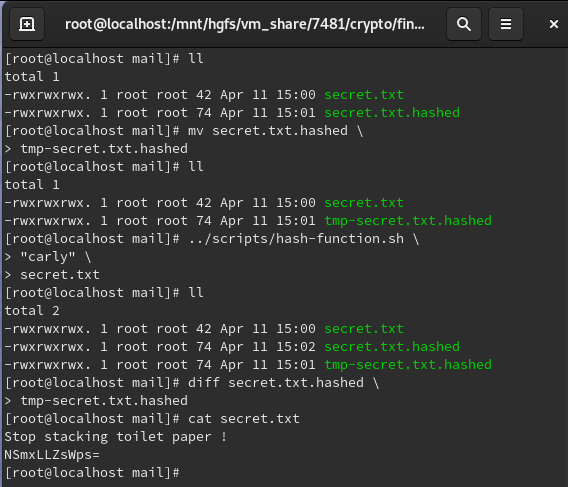 root@localhost:/mnt/hgfs/vm_share/7481/crypto/fin...
[root@localhost mail]# ll
total 1
-rwxrwxrwx. 1 root root 42 Apr 11 15:00 secret.txt
-rwxrwxrwx. 1 root root 74 Apr 11 15:01 secret.txt.hashed
[root@localhost mail]# mv secret.txt.hashed \
> tmp-secret.txt.hashed
[root@localhost mail]# ll
total 1
-rwxrwxrwx. 1 root root 42 Apr 11 15:00 secret.txt
-rwxrwxrwx. 1 root root 74 Apr 11 15:01 tmp-secret.txt.hashed
[root@localhost mail]# ../scripts/hash-function.sh \
> "carly" \
> secret.txt
[root@localhost mail]# ll
total 2
-rwxrwxrwx. 1 root root 42 Apr 11 15:00 secret.txt
-rwxrwxrwx. 1 root root 74 Apr 11 15:02 secret.txt.hashed
-rwxrwxrwx. 1 root root 74 Apr 11 15:01 tmp-secret.txt.hashed
[root@localhost mail]# diff secret.txt.hashed \
> tmp-secret.txt.hashed
[root@localhost mail]# cat secret.txt
Stop stacking toilet paper !
NSmxLLZsWps=
[root@localhost mail]#